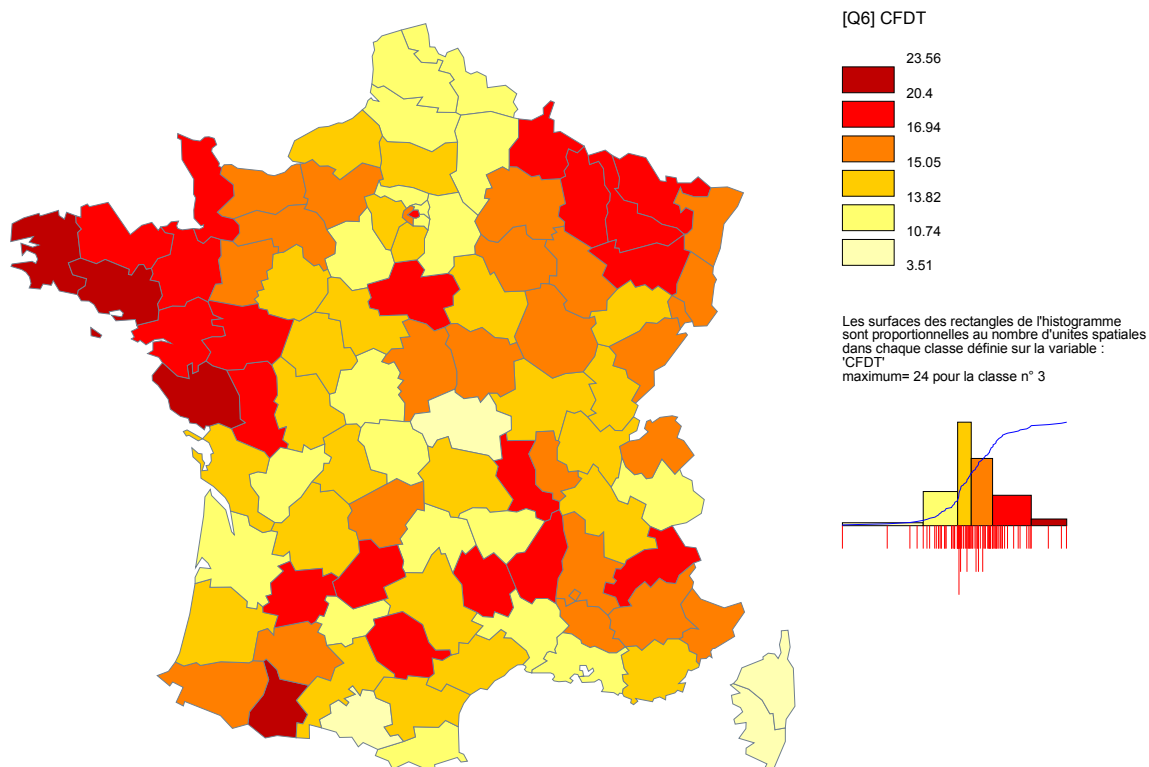 [Q6] CFDT
23.56
20.4
16.94
15.05
13.82
10.74
3.51
Les surfaces des rectangles de l'histogramme
sont proportionnelles au nombre d'unites spatiales
dans chaque classe définie sur la variable :
'CFDT'
maximum= 24 pour la classe n° 3